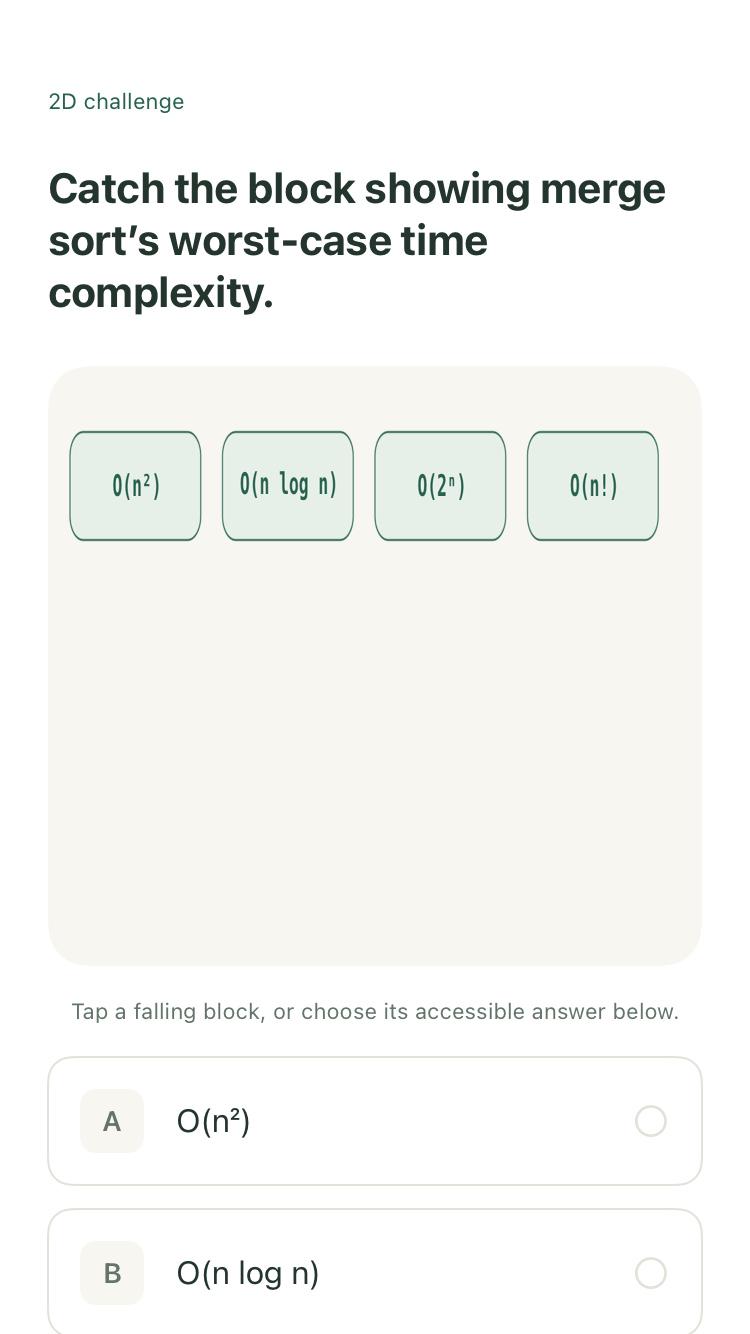 2D challenge
Catch the block showing merge
sort’s worst-case time
complexity.
O(n²)
O(n log n)
O(2ⁿ)
O(n!)
Tap a falling block, or choose its accessible answer below.
A
O(n²)
B
O(n log n)